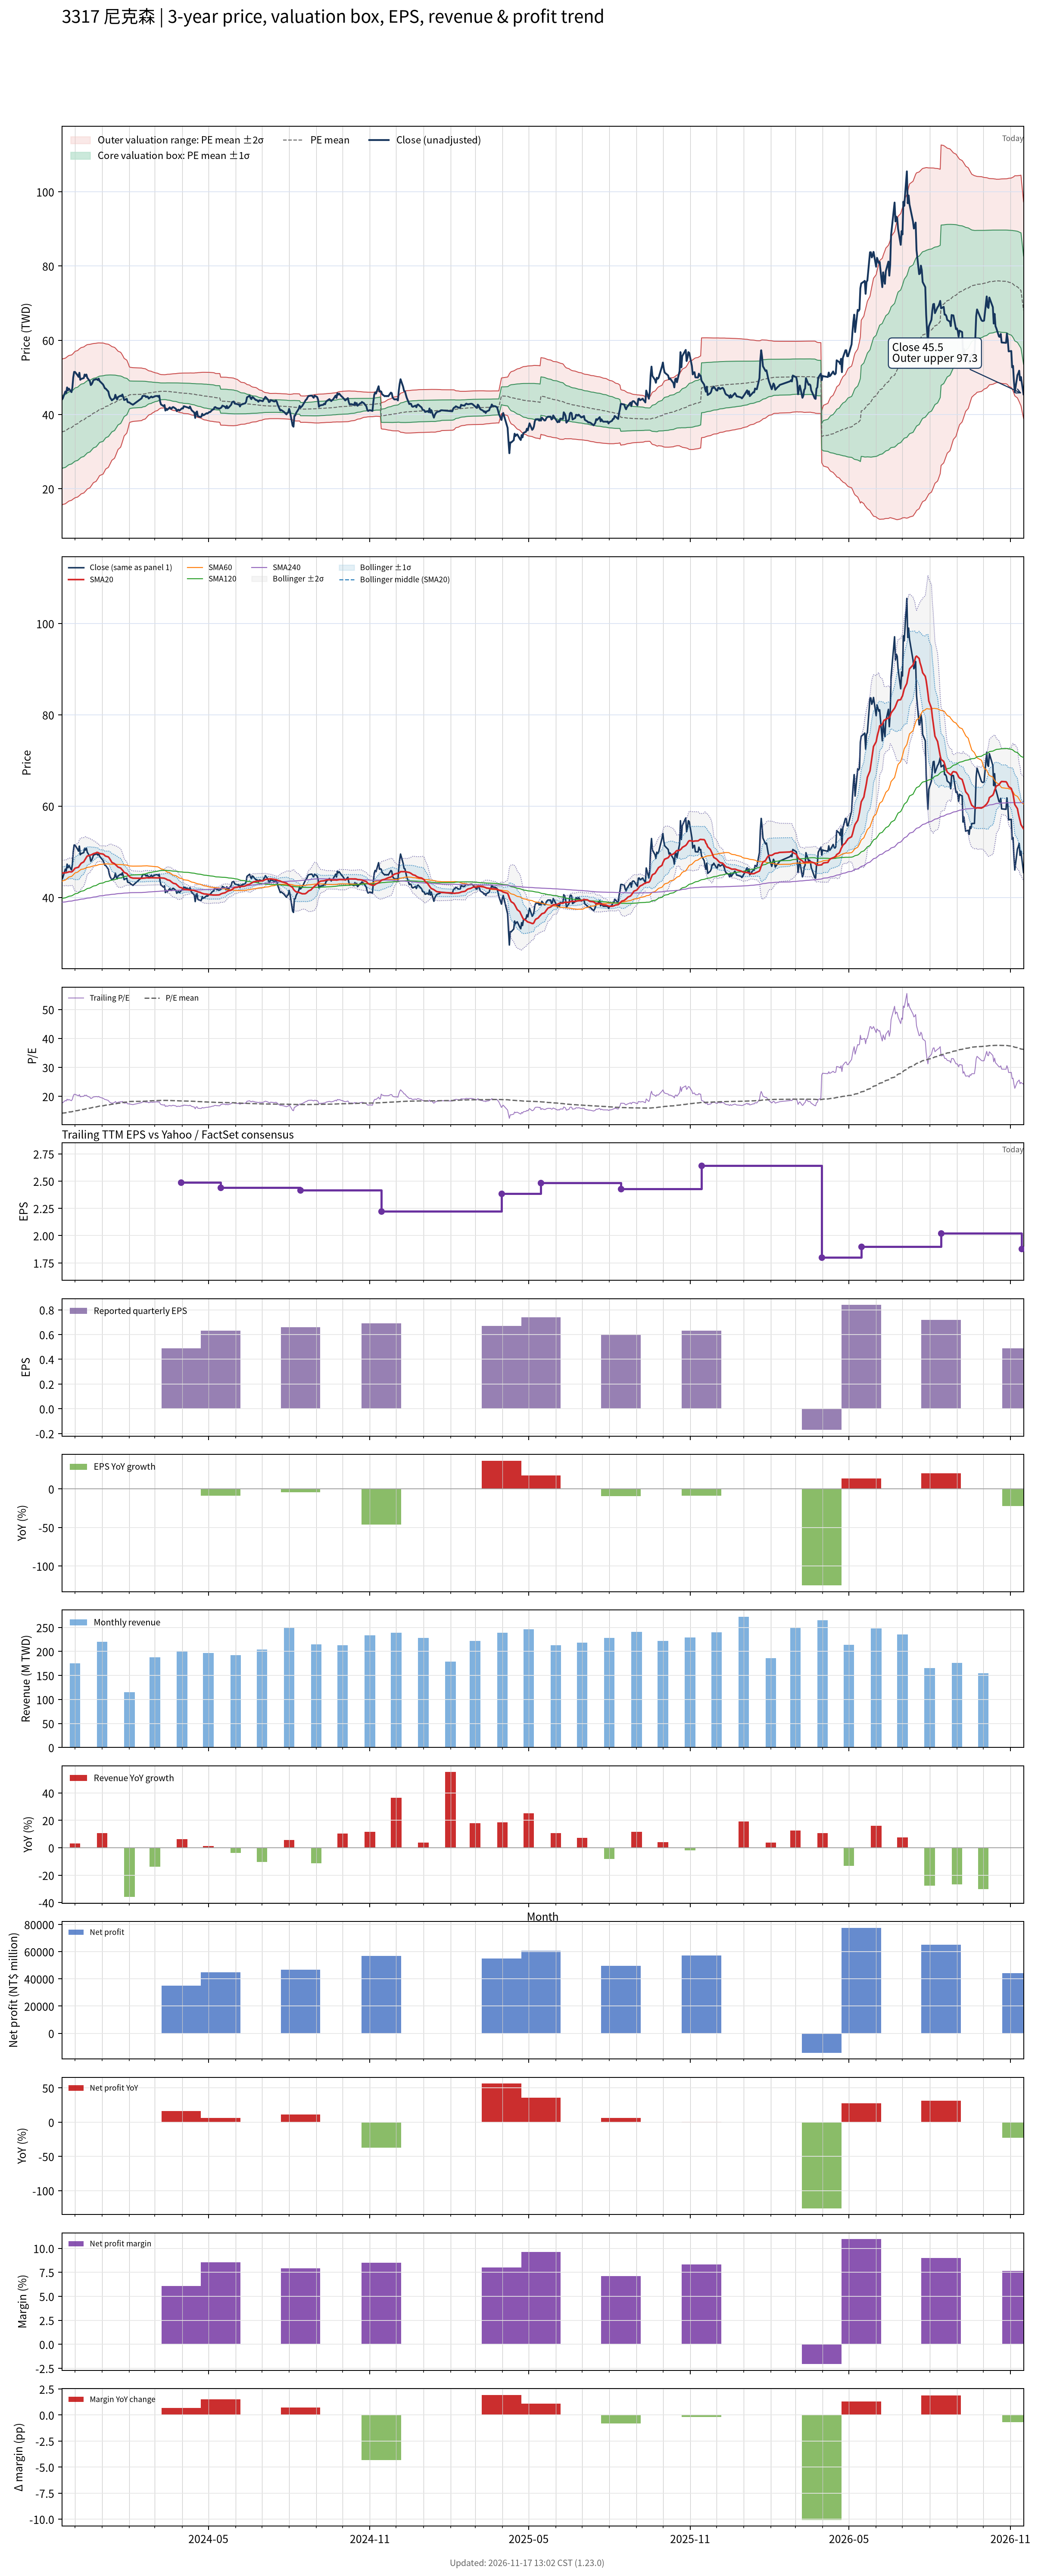 3317 尼克森 | 3-year price, valuation box, EPS, revenue & profit trend
Outer valuation range: PE mean ±2σ
PE mean
Close (unadjusted)
Core valuation box: PE mean ±1σ
Today
Close 45.5
Outer upper 97.3
Price (TWD)
100
80
60
40
20
Close (same as panel 1)
SMA20
SMA60
SMA120
SMA240
Bollinger ±2σ
Bollinger ±1σ
Bollinger middle (SMA20)
Price
100
80
60
40
Trailing P/E
P/E mean
P/E
50
40
30
20
Trailing TTM EPS vs Yahoo / FactSet consensus
Today
EPS
2.75
2.50
2.25
2.00
1.75
Reported quarterly EPS
EPS
0.8
0.6
0.4
0.2
0.0
-0.2
EPS YoY growth
YoY (%)
0
-50
-100
Monthly revenue
Revenue (M TWD)
250
200
150
100
50
0
Revenue YoY growth
YoY (%)
40
20
0
-20
-40
Month
Net profit
Net profit (NT$ million)
80000
60000
40000
20000
0
Net profit YoY
YoY (%)
50
0
-50
-100
Net profit margin
Margin (%)
10.0
7.5
5.0
2.5
0.0
-2.5
Margin YoY change
Δ margin (pp)
2.5
0.0
-2.5
-5.0
-7.5
-10.0
2024-05
2024-11
2025-05
2025-11
2026-05
2026-11
Updated: 2026-11-17 13:02 CST (1.23.0)